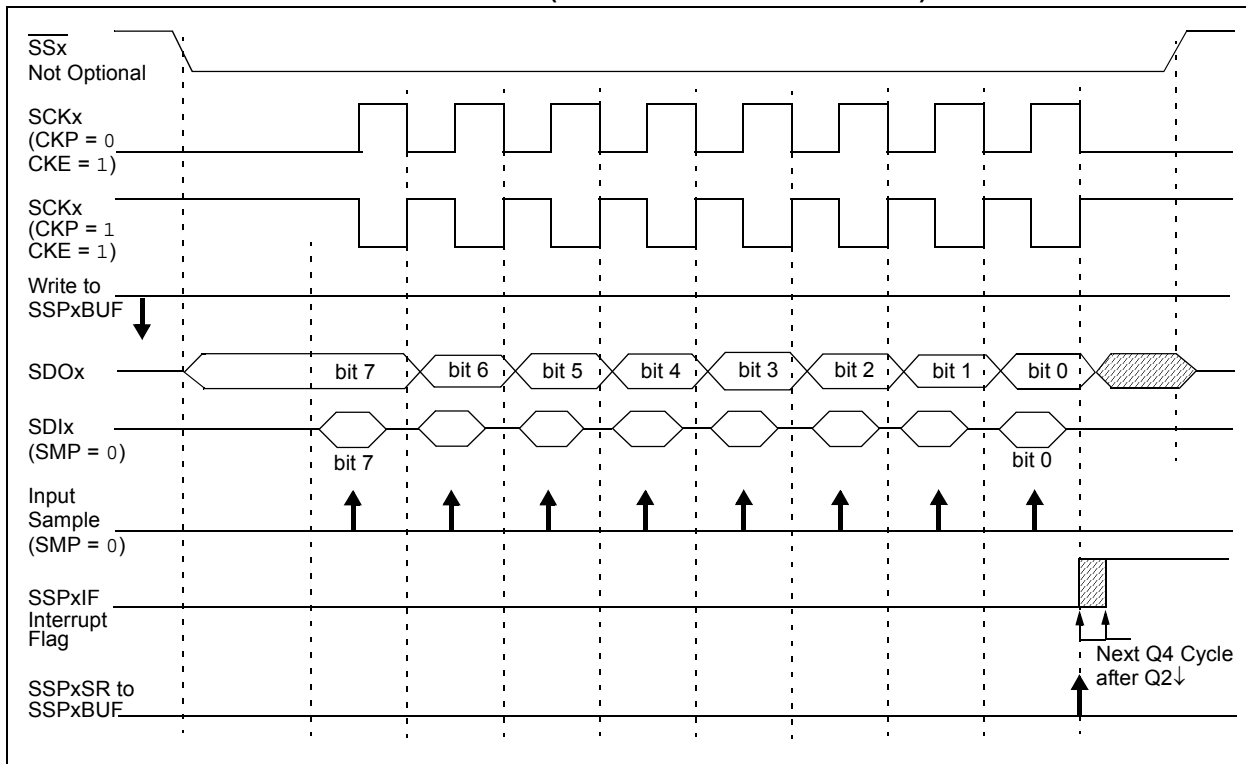 SSx
Not Optional
SCKx
(CKP = 0
CKE = 1)
SCKx
(CKP = 1
CKE = 1)
Write to
SSPxBUF
SDOx
bit 7 bit 6 bit 5 bit 4 bit 3 bit 2 bit 1 bit 0
SDIx
(SMP = 0)
bit 7 bit 0
Input
Sample
(SMP = 0)
SSPxIF
Interrupt
Flag
Next Q4 Cycle
after Q2↓
SSPxSR to
SSPxBUF